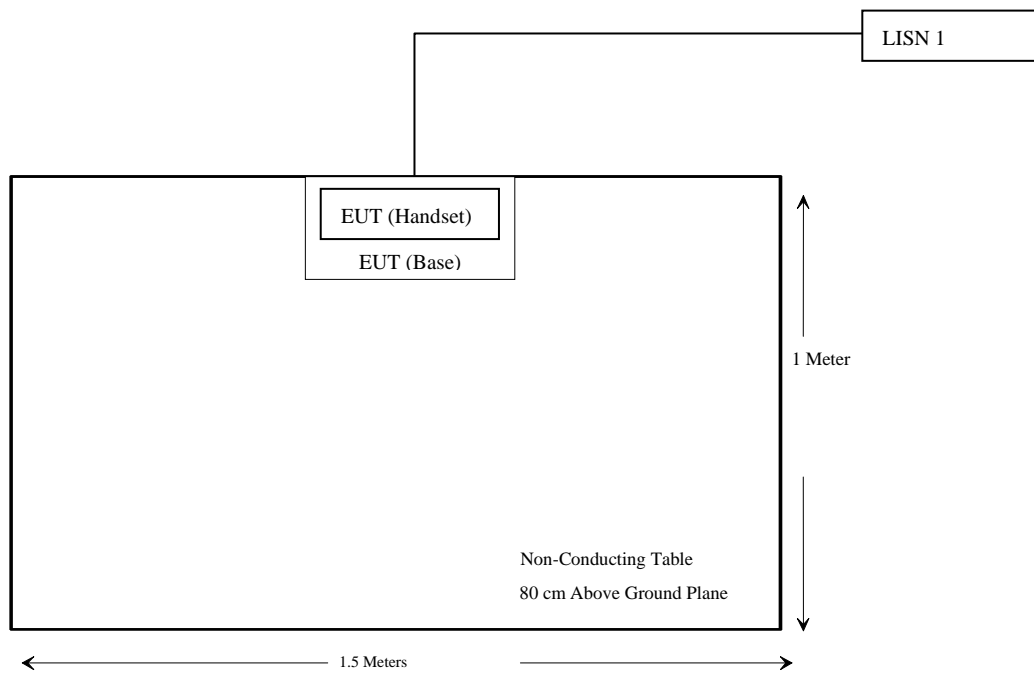 LISN 1
EUT (Handset)
EUT (Base)
1 Meter
Non-Conducting Table
80 cm Above Ground Plane
1.5 Meters